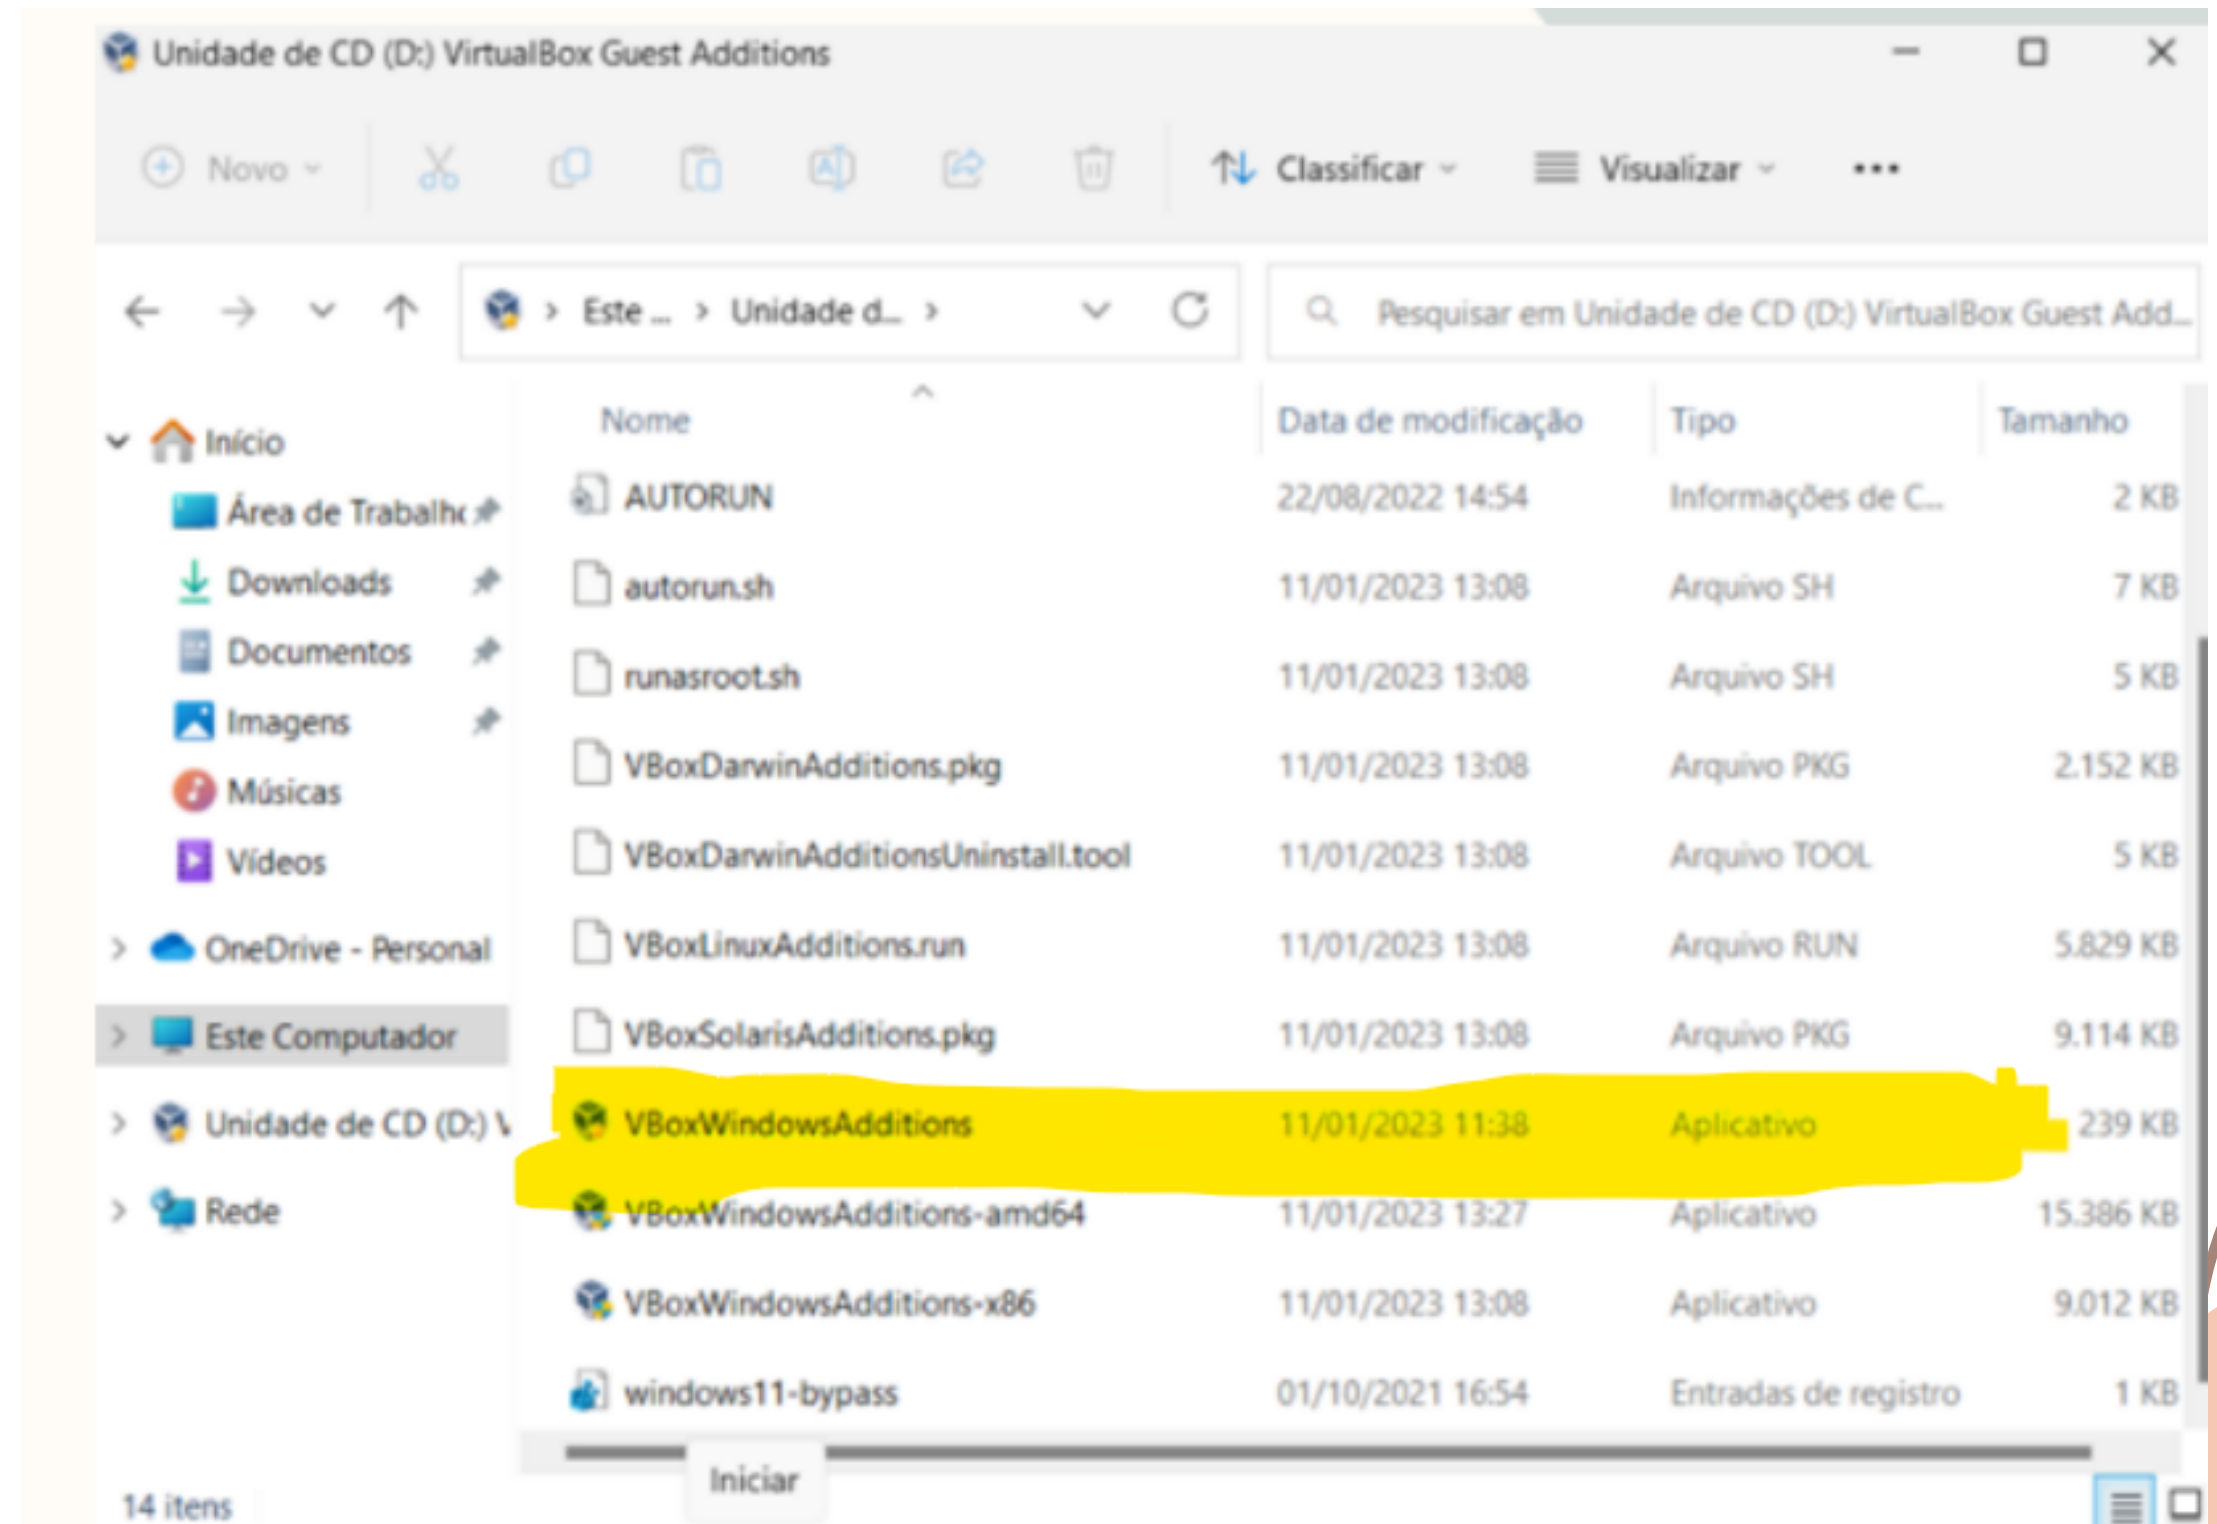 Unidade de CD (D:) VirtualBox Guest Additions
Novo
Classificar
Visualizar
Este ... > Unidade d... >
Pesquisar em Unidade de CD (D:) VirtualBox Guest Add...
Início
Área de Trabalho
Downloads
Documentos
Imagens
Músicas
Vídeos
OneDrive - Personal
Este Computador
Unidade de CD (D:) V
Rede
Nome Data de modificação Tipo Tamanho
AUTORUN 22/08/2022 14:54 Informações de C... 2 KB
autorun.sh 11/01/2023 13:08 Arquivo SH 7 KB
runasroot.sh 11/01/2023 13:08 Arquivo SH 5 KB
VBoxDarwinAdditions.pkg 11/01/2023 13:08 Arquivo PKG 2.152 KB
VBoxDarwinAdditionsUninstall.tool 11/01/2023 13:08 Arquivo TOOL 5 KB
VBoxLinuxAdditions.run 11/01/2023 13:08 Arquivo RUN 5.829 KB
VBoxSolarisAdditions.pkg 11/01/2023 13:08 Arquivo PKG 9.114 KB
VBoxWindowsAdditions 11/01/2023 11:38 Aplicativo 239 KB
VBoxWindowsAdditions-amd64 11/01/2023 13:27 Aplicativo 15.386 KB
VBoxWindowsAdditions-x86 11/01/2023 13:08 Aplicativo 9.012 KB
windows11-bypass 01/10/2021 16:54 Entradas de registro 1 KB
Iniciar
14 itens